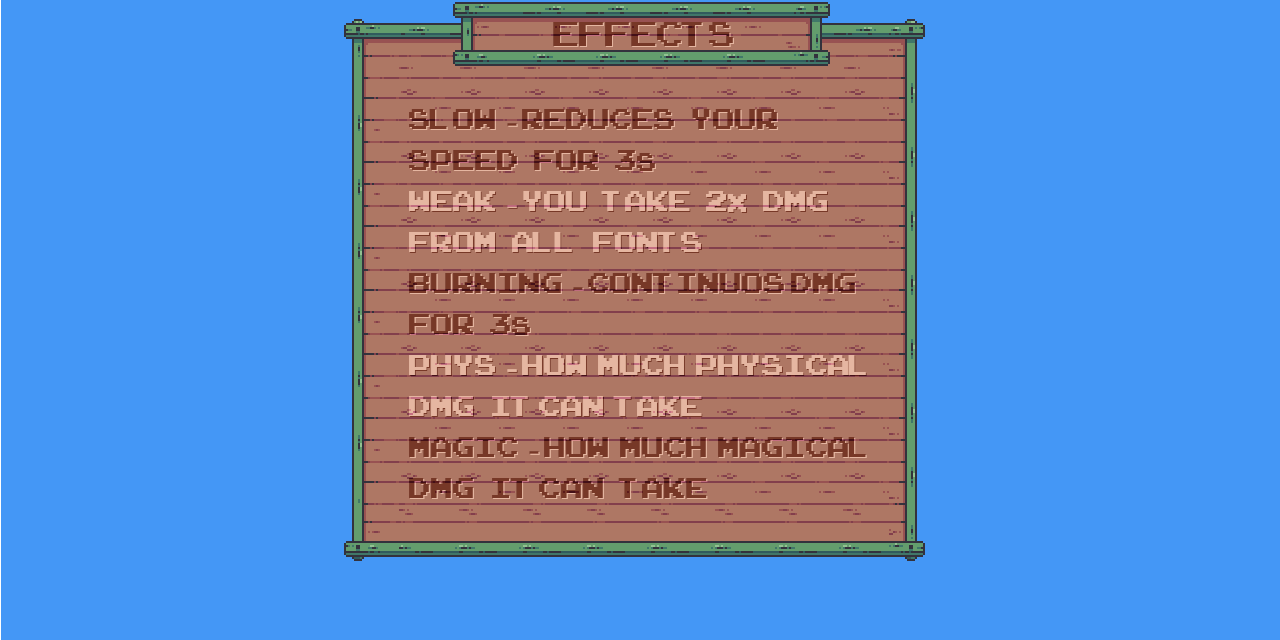 EFFECTS
SLOW -REDUCES YOUR
SPEED FOR 3s
WEAK -YOU TAKE 2x DMG
FROM ALL FONTS
BURNING -CONTINUOS DMG
FOR 3s
PHYS -HOW MUCH PHYSICAL
DMG IT CAN TAKE
MAGIC -HOW MUCH MAGICAL
DMG IT CAN TAKE